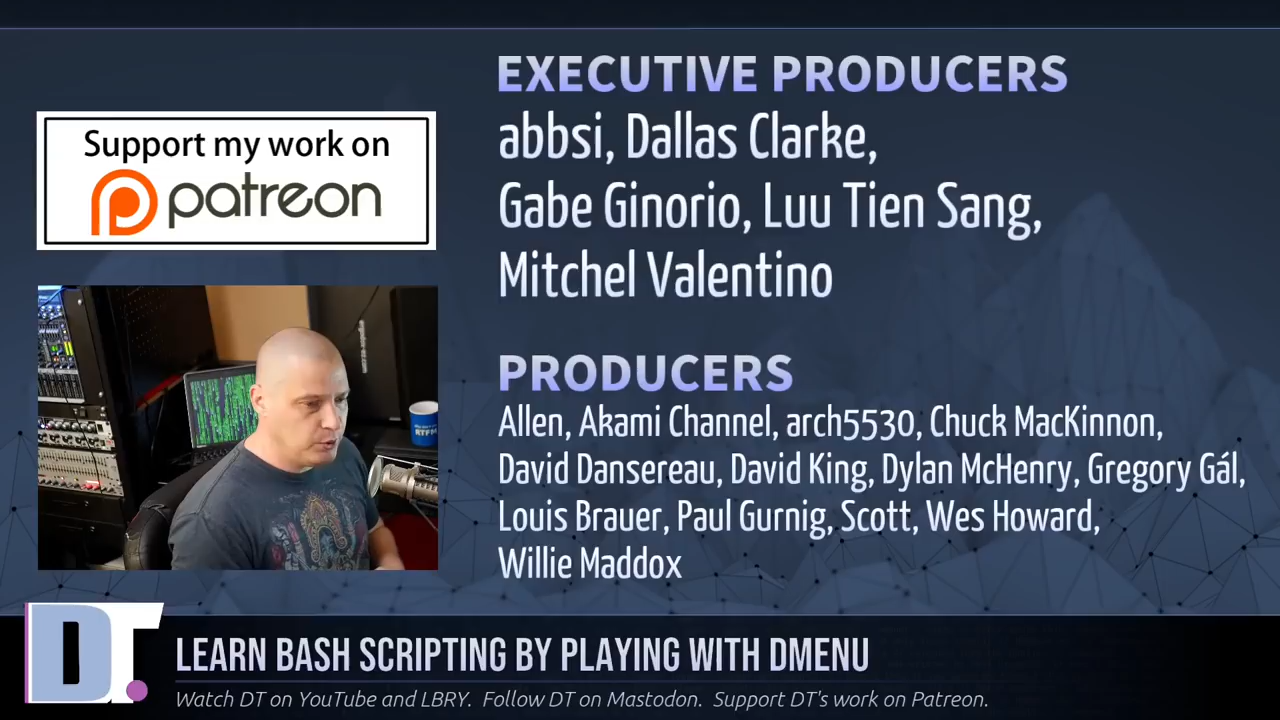 EXECUTIVE PRODUCERS
abbsi, Dallas Clarke,
Gabe Ginorio, Luu Tien Sang,
Mitchel Valentino
Support my work on
patreon
PRODUCERS
Allen, Akami Channel, arch5530, Chuck MacKinnon,
David Dansereau, David King, Dylan McHenry, Gregory Gál,
Louis Brauer, Paul Gurnig, Scott, Wes Howard,
Willie Maddox
RTFM
DT.
LEARN BASH SCRIPTING BY PLAYING WITH DMENU
Watch DT on YouTube and LBRY. Follow DT on Mastodon. Support DT's work on Patreon.